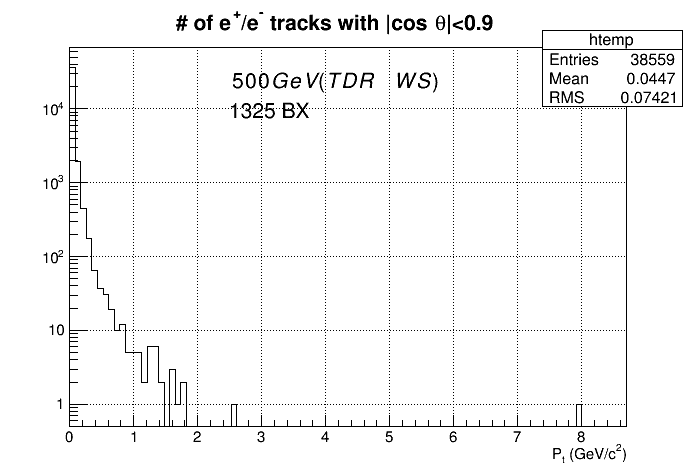 # of e⁺/e⁻ tracks with |cos θ|<0.9
htemp
Entries 38559
Mean 0.0447
RMS 0.07421
500GeV(TDR WS)
1325 BX
10⁴
10³
10²
10
1
0 1 2 3 4 5 6 7 8
Pₜ (GeV/c²)